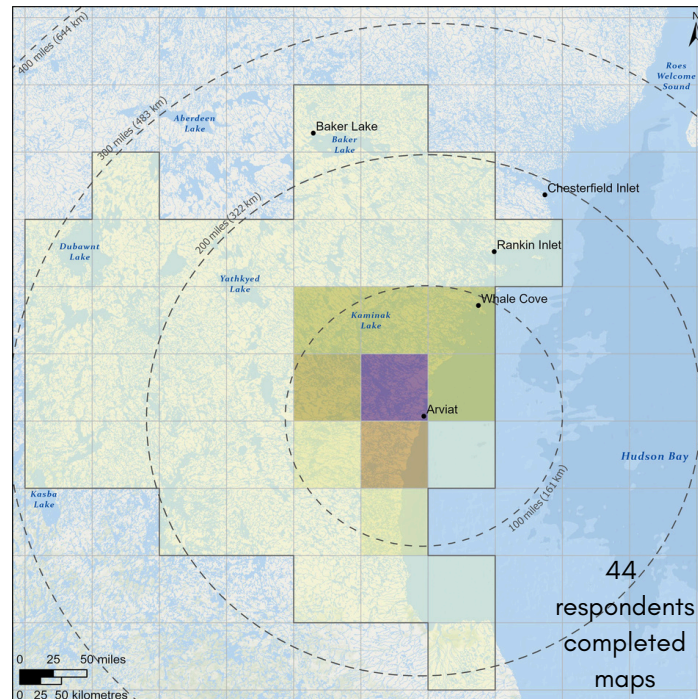 N
400 miles (644 km)
Roes
Welcome
Sound
300 miles (483 km)
Aberdeen
Lake
Baker Lake
Baker
Lake
Chesterfield Inlet
200 miles (322 km)
Dubawnt
Lake
Rankin Inlet
Yathkyed
Lake
Whale Cove
Kaminak
Lake
Arviat
Hudson Bay
Kasba
Lake
100 miles (161 km)
44
respondents
completed
maps
0 25 50 miles
0 25 50 kilometres